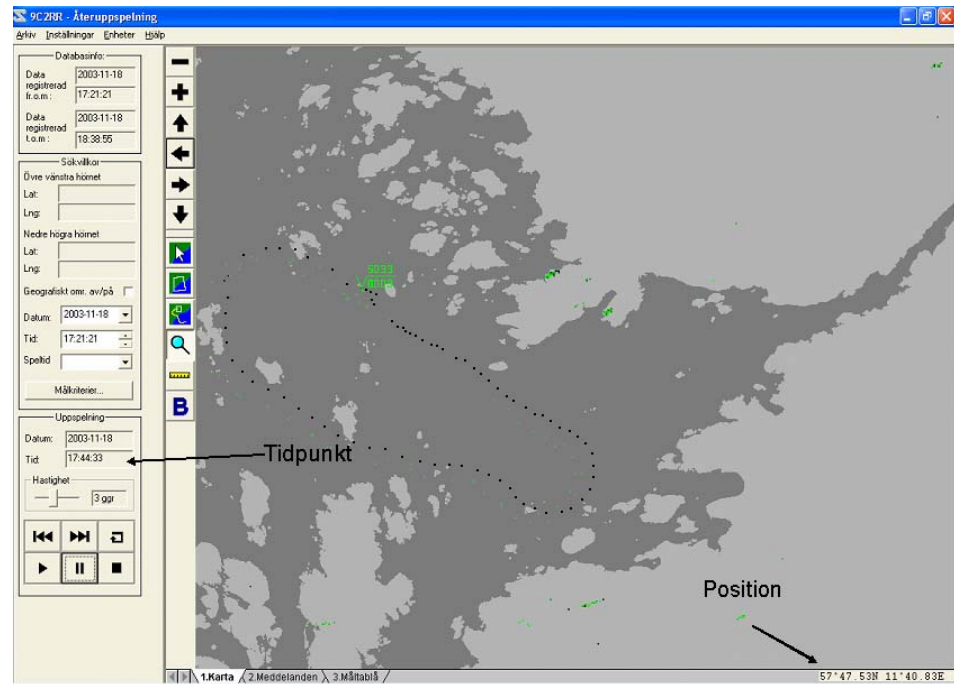 9C2RR - Återuppspelning
Arkiv Inställningar Enheter Hjälp
Databasinfo:
Data registrerad fr.o.m :
2003-11-18
17:21:21
Data registrerad t.o.m :
2003-11-18
18:38:55
Sökvillkor
Övre vänstra hörnet
Lat:
Lng:
Nedre högra hörnet
Lat:
Lng:
Geografiskt omr. av/på
Datum: 2003-11-18
Tid: 17:21:21
Speltid
Målkriterier...
Uppspelning
Datum: 2003-11-18
Tid: 17:44:33
Hastighet
3 ggr
B
5033
Tidpunkt
Position
1.Karta 2.Meddelanden 3.Måltablå
57°47.53N 11°40.83E